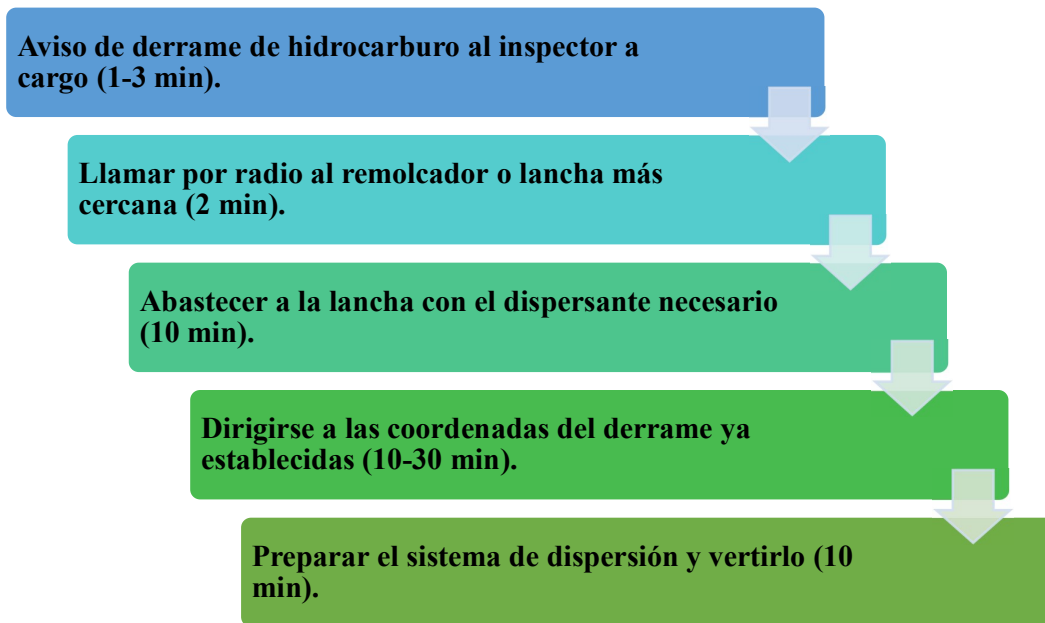 Aviso de derrame de hidrocarburo al inspector a
cargo (1-3 min).
Llamar por radio al remolcador o lancha más
cercana (2 min).
Abastecer a la lancha con el dispersante necesario
(10 min).
Dirigirse a las coordenadas del derrame ya
establecidas (10-30 min).
Preparar el sistema de dispersión y vertirlo (10
min).